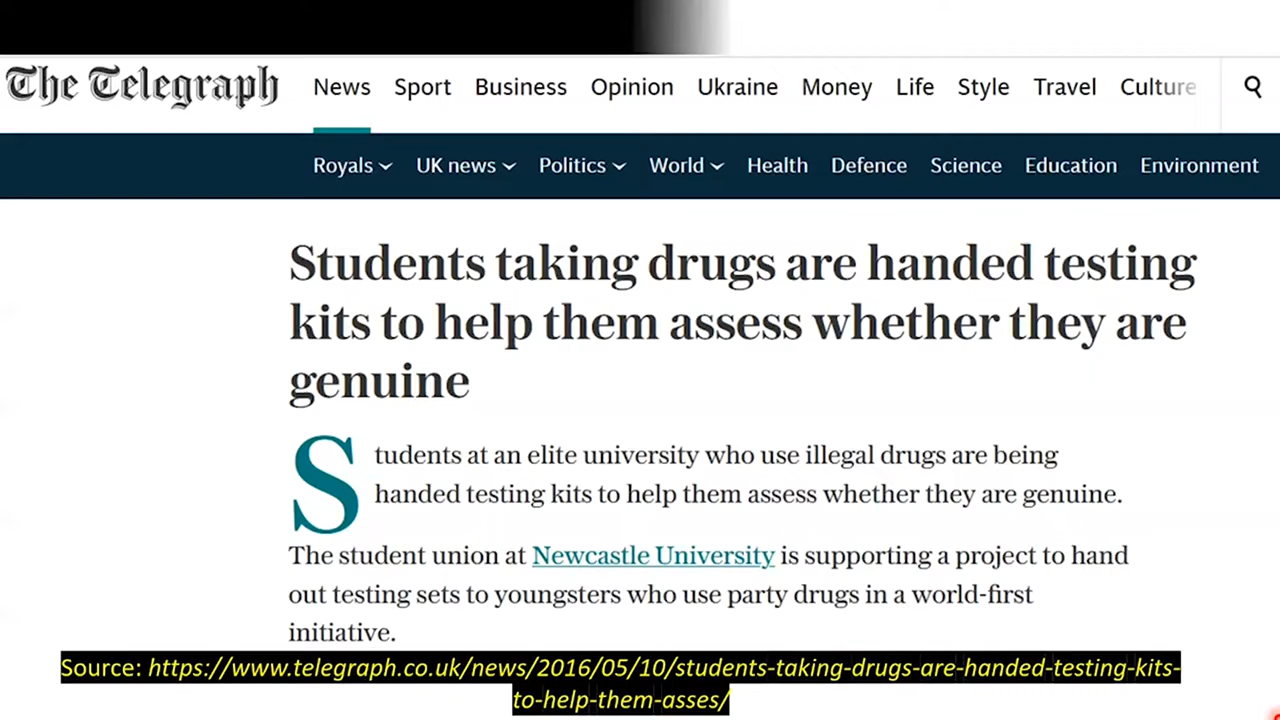 The Telegraph News Sport Business Opinion Ukraine Money Life Style Travel Culture
Royals UK news Politics World Health Defence Science Education Environment
Students taking drugs are handed testing
kits to help them assess whether they are
genuine
Students at an elite university who use illegal drugs are being
handed testing kits to help them assess whether they are genuine.
The student union at Newcastle University is supporting a project to hand
out testing sets to youngsters who use party drugs in a world-first
initiative.
Source: https://www.telegraph.co.uk/news/2016/05/10/students-taking-drugs-are-handed-testing-kits-
to-help-them-asses/